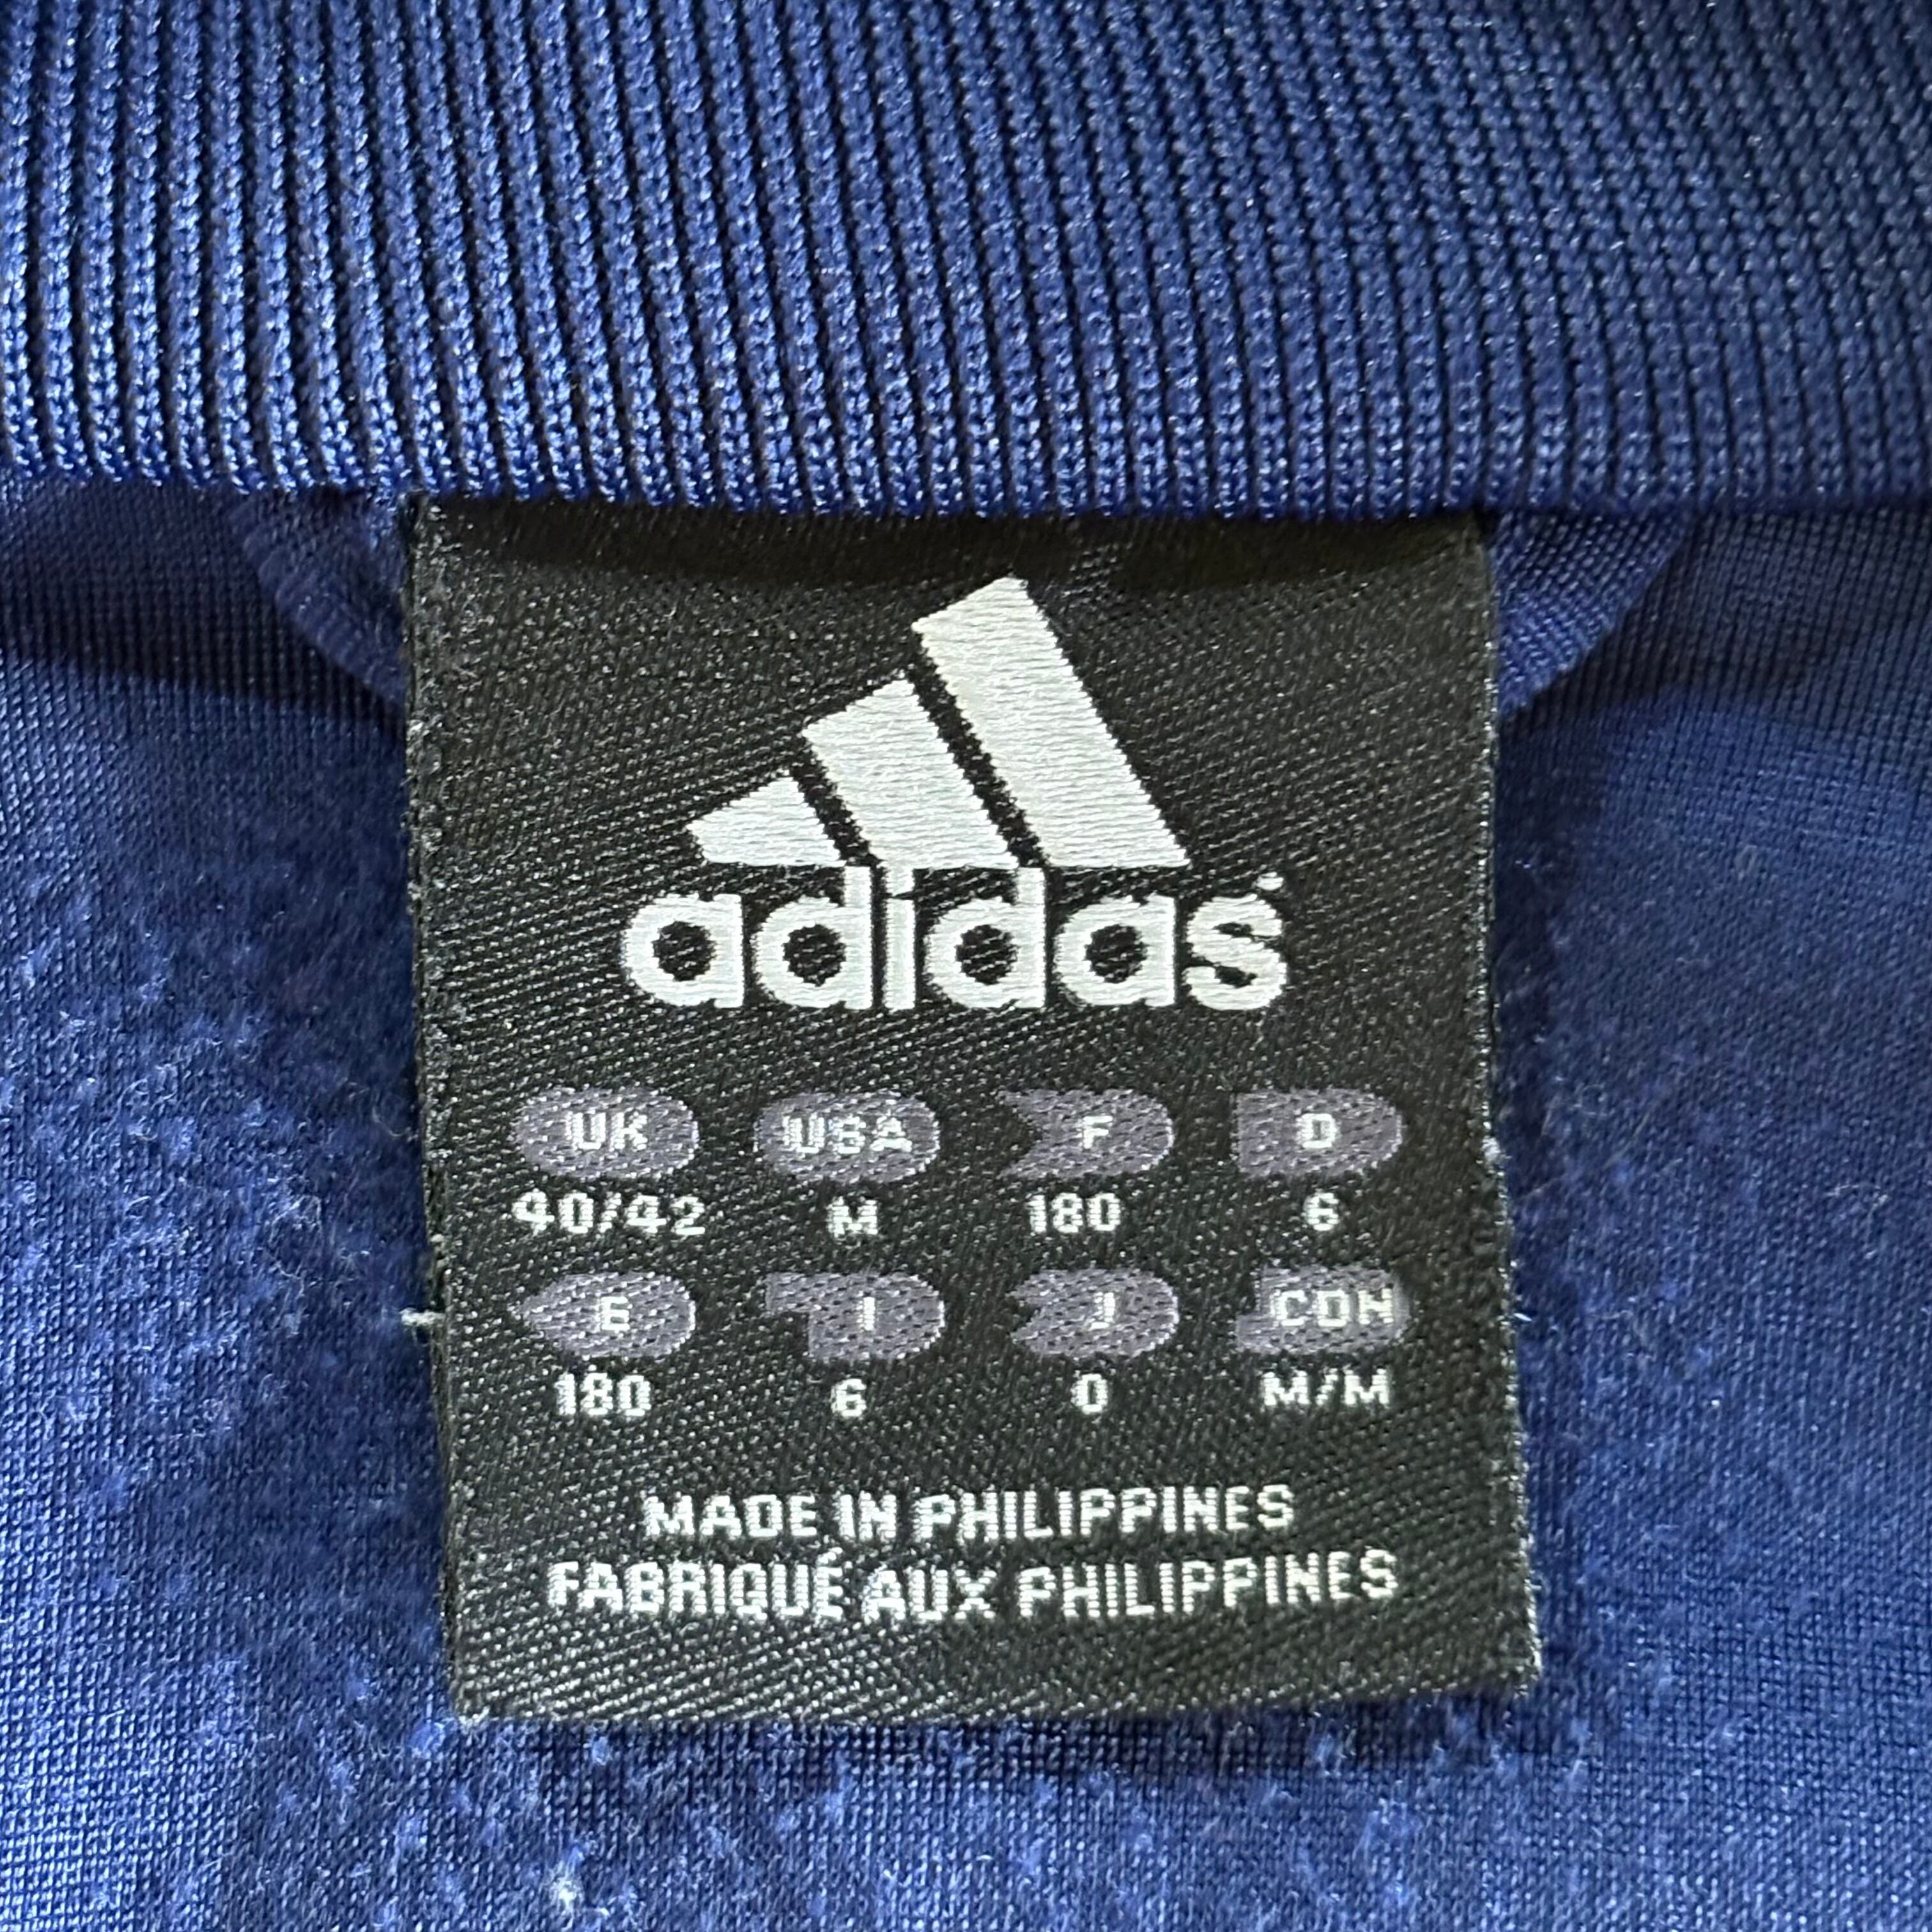 adidas
UK USA F D
40/42 M 180 6
E I J CDN
180 6 0 M/M
MADE IN PHILIPPINES
FABRIQUÉ AUX PHILIPPINES